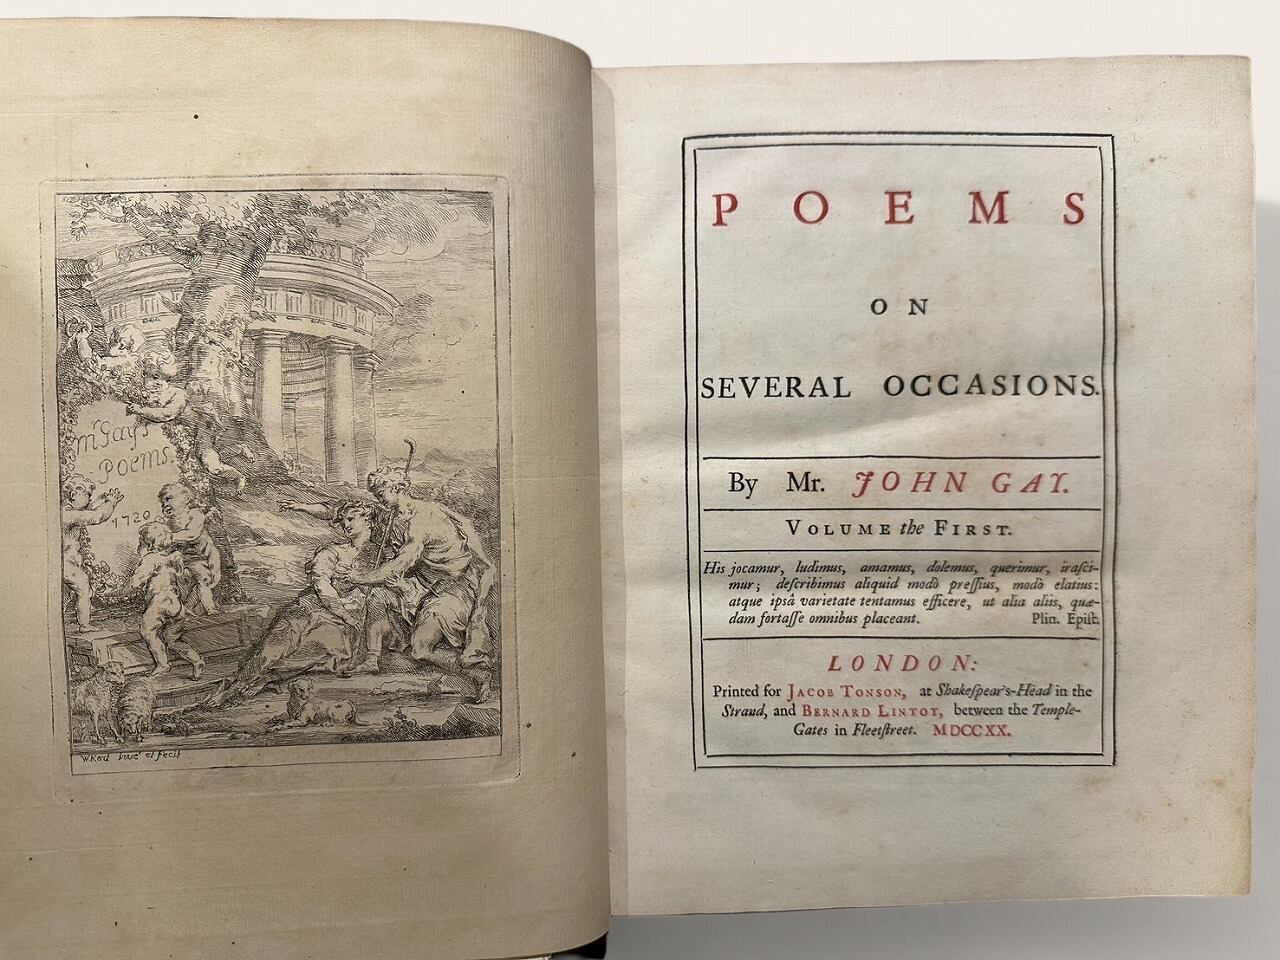 Mr Gay's
Poems.
1720
W. Kent inve et fecit
POEMS
ON
SEVERAL OCCASIONS.
By Mr. JOHN GAY.
VOLUME the FIRST.
His jocamur, ludimus, amamus, dolemus, querimur, iraſci-
mur; deſcribimus aliquid modò preſſius, modò elatius:
atque ipsâ varietate tentamus efficere, ut alia aliis, quæ-
dam fortaſſe omnibus placeant. Plin. Epiſt.
LONDON:
Printed for JACOB TONSON, at Shakeſpear's-Head in the
Strand, and BERNARD LINTOT, between the Temple-
Gates in Fleetſtreet. MDCCXX.